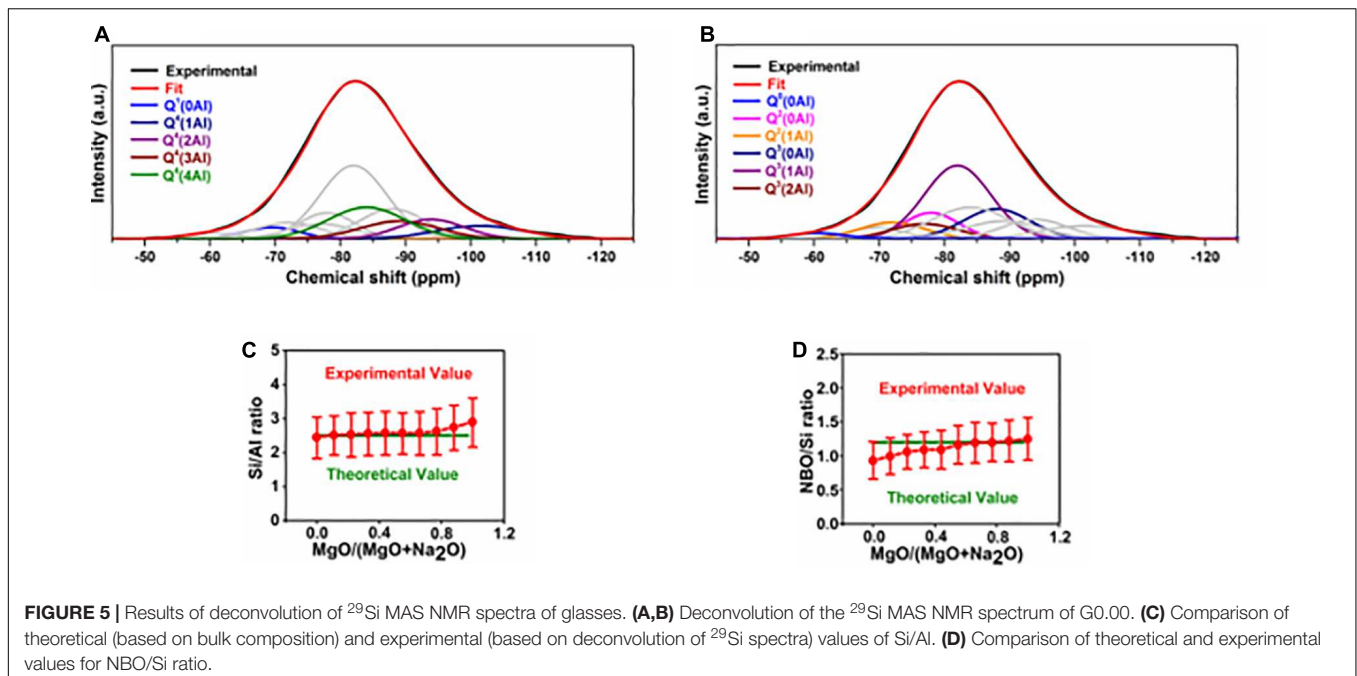 A
Experimental
Fit
Q¹(0Al)
Q⁴(1Al)
Q⁴(2Al)
Q⁴(3Al)
Q⁴(4Al)
Intensity (a.u.)
-50 -60 -70 -80 -90 -100 -110 -120
Chemical shift (ppm)
B
Experimental
Fit
Q⁰(0Al)
Q²(0Al)
Q²(1Al)
Q³(0Al)
Q³(1Al)
Q³(2Al)
Intensity (a.u.)
-50 -60 -70 -80 -90 -100 -110 -120
Chemical shift (ppm)
C
5
4
3
2
1
0
Si/Al ratio
Experimental Value
Theoretical Value
0.0 0.4 0.8 1.2
MgO/(MgO+Na₂O)
D
2.5
2.0
1.5
1.0
0.5
0.0
NBO/Si ratio
Experimental Value
Theoretical Value
0.0 0.4 0.8 1.2
MgO/(MgO+Na₂O)
FIGURE 5 | Results of deconvolution of ²⁹Si MAS NMR spectra of glasses. (A,B) Deconvolution of the ²⁹Si MAS NMR spectrum of G0.00. (C) Comparison of
theoretical (based on bulk composition) and experimental (based on deconvolution of ²⁹Si spectra) values of Si/Al. (D) Comparison of theoretical and experimental
values for NBO/Si ratio.